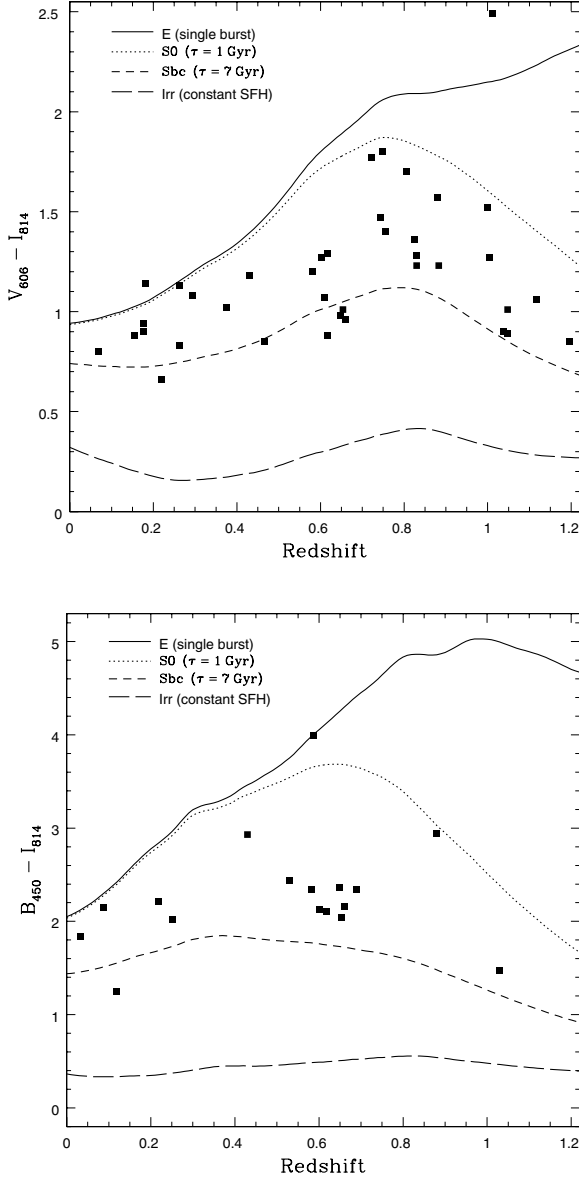 2.5
2
1.5
1
0.5
0
V606 – I814
E (single burst)
S0 (τ = 1 Gyr)
Sbc (τ = 7 Gyr)
Irr (constant SFH)
0 0.2 0.4 0.6 0.8 1 1.2
Redshift
5
4
3
2
1
0
B450 – I814
E (single burst)
S0 (τ = 1 Gyr)
Sbc (τ = 7 Gyr)
Irr (constant SFH)
0 0.2 0.4 0.6 0.8 1 1.2
Redshift